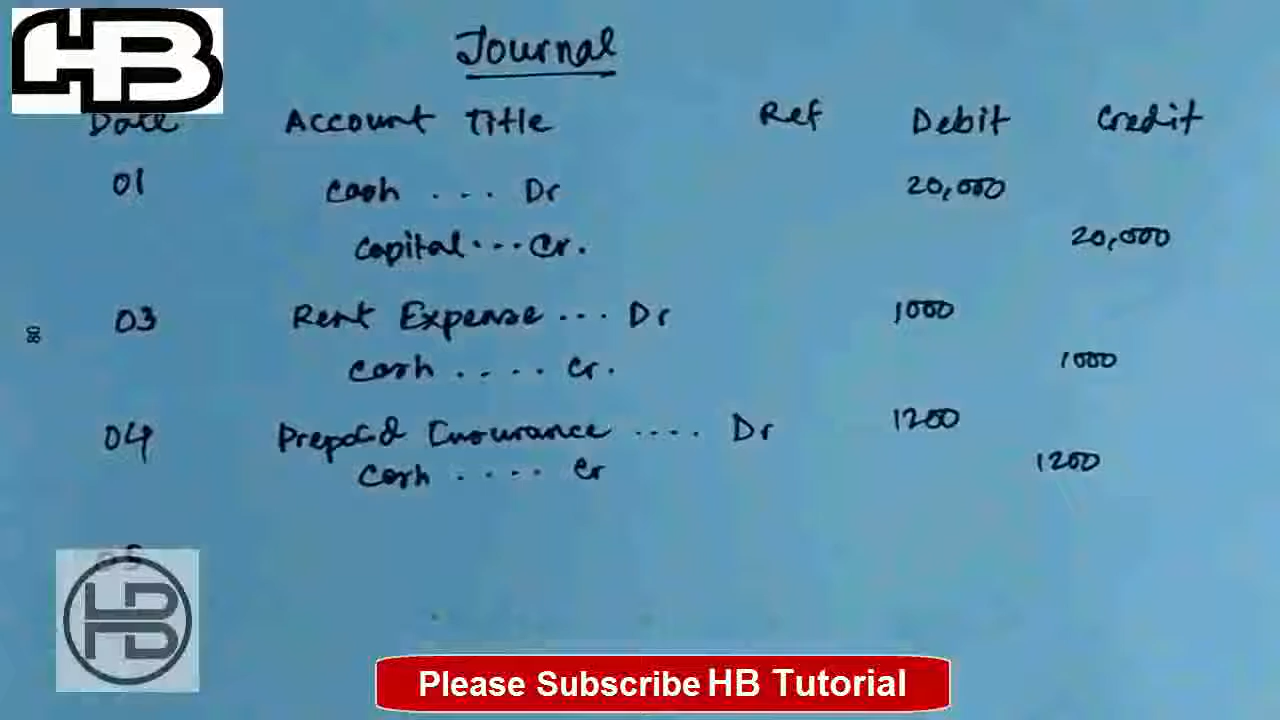 HB
Journal
Date Account Title Ref Debit Credit
01 Cash ... Dr 20,000
Capital ... Cr. 20,000
03 Rent Expense ... Dr 1000
Cash .... Cr. 1000
04 Prepaid Insurance .... Dr 1200
Cash .... Cr 1200
05
HB
Please Subscribe HB Tutorial